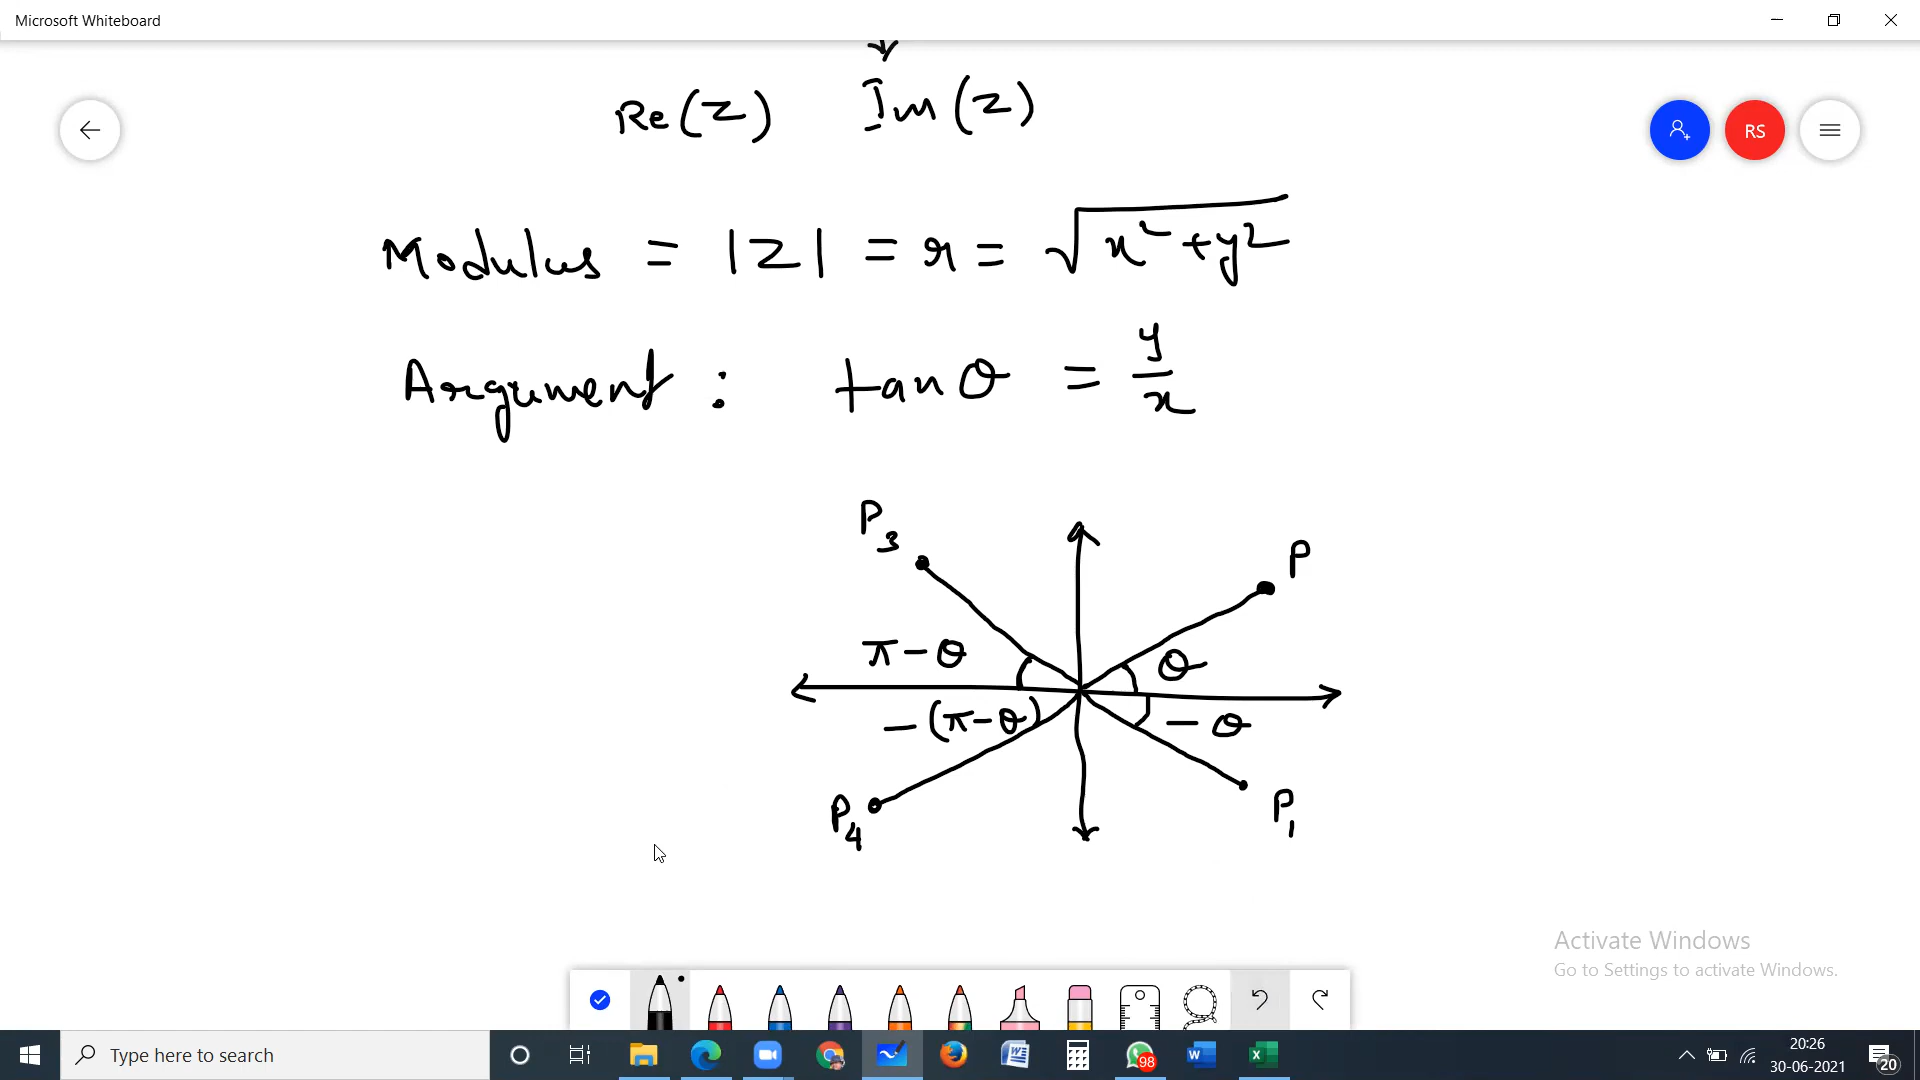 Microsoft Whiteboard
Re(z) Im(z)
RS
Modulus = |z| = r = √x²+y²
Argument : tanθ = y/x
P₃
P
π-θ
θ
-(π-θ)
-θ
P₄
P₁
Activate Windows
Go to Settings to activate Windows.
Type here to search
98
20:26
30-06-2021
20